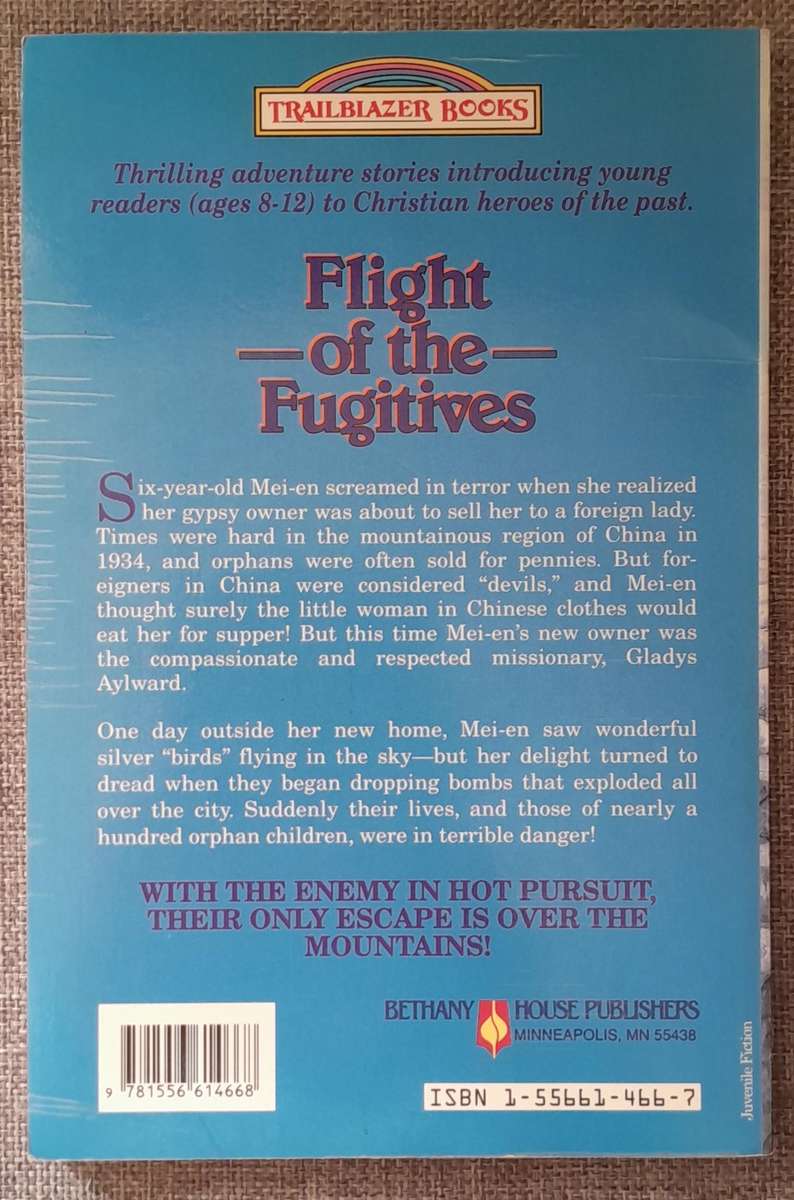 TRAILBLAZER BOOKS
Thrilling adventure stories introducing young
readers (ages 8-12) to Christian heroes of the past.
Flight
—of the—
Fugitives
Six-year-old Mei-en screamed in terror when she realized
her gypsy owner was about to sell her to a foreign lady.
Times were hard in the mountainous region of China in
1934, and orphans were often sold for pennies. But for-
eigners in China were considered “devils,” and Mei-en
thought surely the little woman in Chinese clothes would
eat her for supper! But this time Mei-en’s new owner was
the compassionate and respected missionary, Gladys
Aylward.
One day outside her new home, Mei-en saw wonderful
silver “birds” flying in the sky—but her delight turned to
dread when they began dropping bombs that exploded all
over the city. Suddenly their lives, and those of nearly a
hundred orphan children, were in terrible danger!
WITH THE ENEMY IN HOT PURSUIT,
THEIR ONLY ESCAPE IS OVER THE
MOUNTAINS!
BETHANY HOUSE PUBLISHERS
MINNEAPOLIS, MN 55438
9 781556 614668
ISBN 1-55661-466-7
Juvenile Fiction